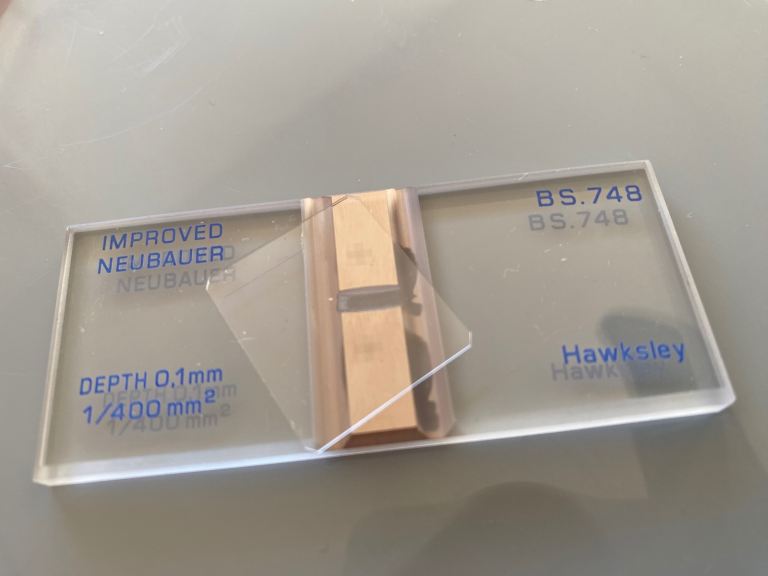 IMPROVED
NEUBAUER
BS.748
DEPTH 0,1mm
1/400 mm²
Hawksley